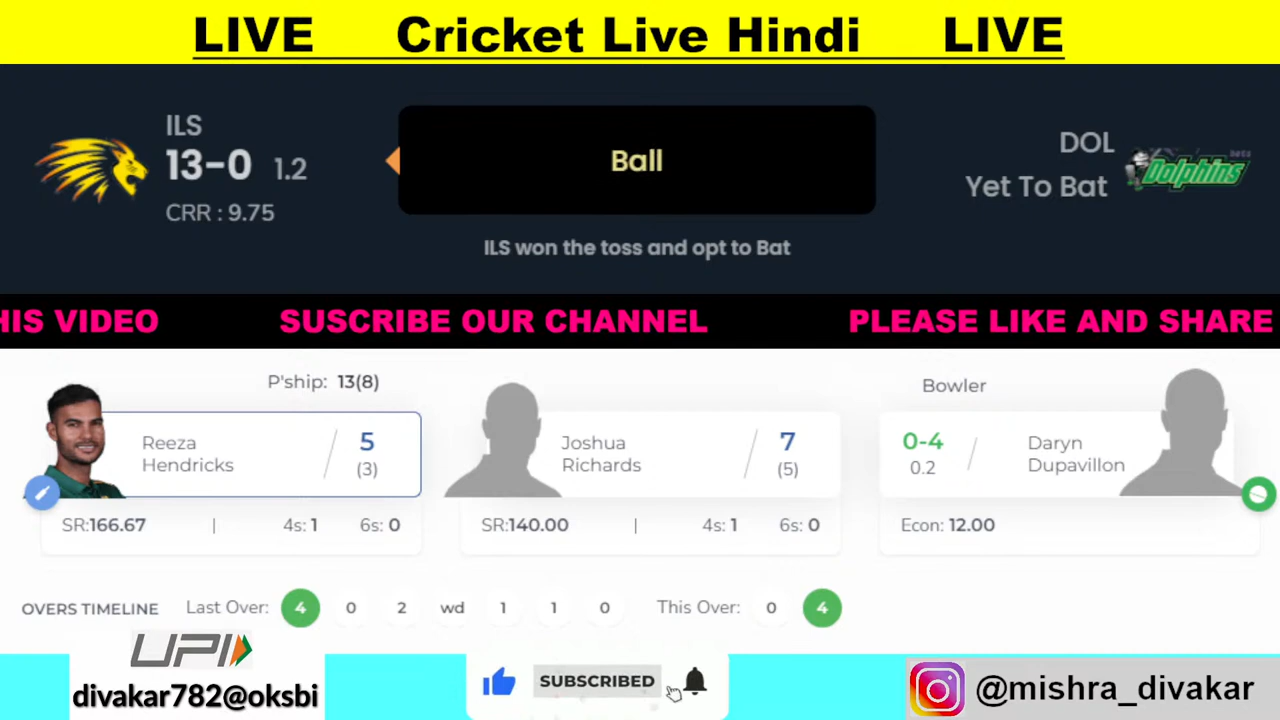 LIVE Cricket Live Hindi LIVE
ILS
13-0 1.2
CRR : 9.75
Ball
ILS won the toss and opt to Bat
DOL
Yet To Bat
Dolphins
HIS VIDEO SUSCRIBE OUR CHANNEL PLEASE LIKE AND SHARE
P'ship: 13(8)
Reeza
Hendricks
5
(3)
SR:166.67 | 4s: 1 6s: 0
Joshua
Richards
7
(5)
SR:140.00 | 4s: 1 6s: 0
Bowler
0-4
0.2
Daryn
Dupavillon
Econ: 12.00
OVERS TIMELINE Last Over: 4 0 2 wd 1 1 0 This Over: 0 4
UPI
divakar782@oksbi
SUBSCRIBED
@mishra_divakar